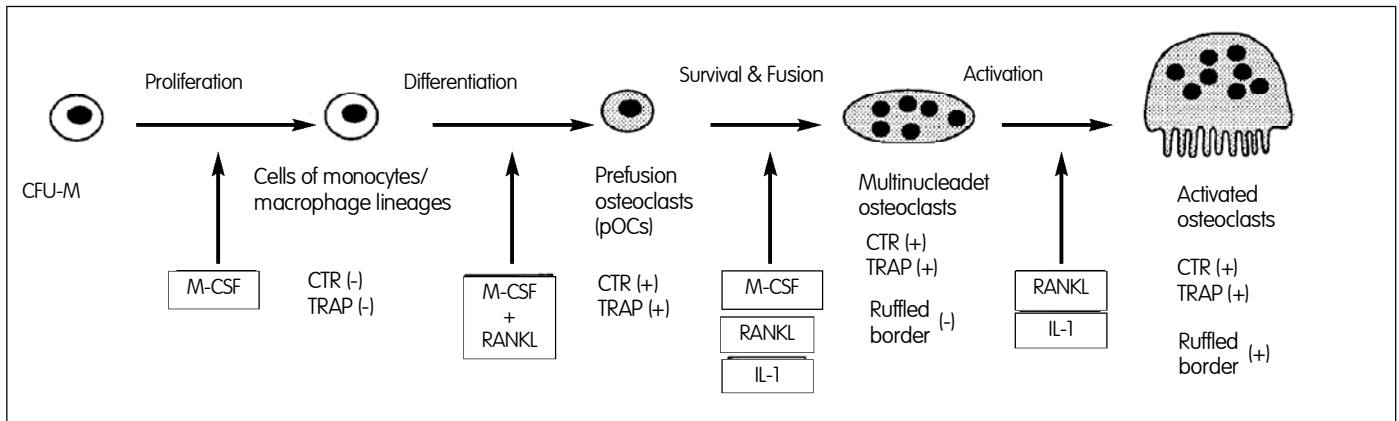 Proliferation
Differentiation
Survival & Fusion
Activation
CFU-M
Cells of monocytes/
macrophage lineages
Prefusion
osteoclasts
(pOCs)
Multinucleadet
osteoclasts
Activated
osteoclasts
M-CSF
CTR (-)
TRAP (-)
M-CSF
+
RANKL
CTR (+)
TRAP (+)
M-CSF
RANKL
IL-1
CTR (+)
TRAP (+)
Ruffled
border (-)
RANKL
IL-1
CTR (+)
TRAP (+)
Ruffled
border (+)